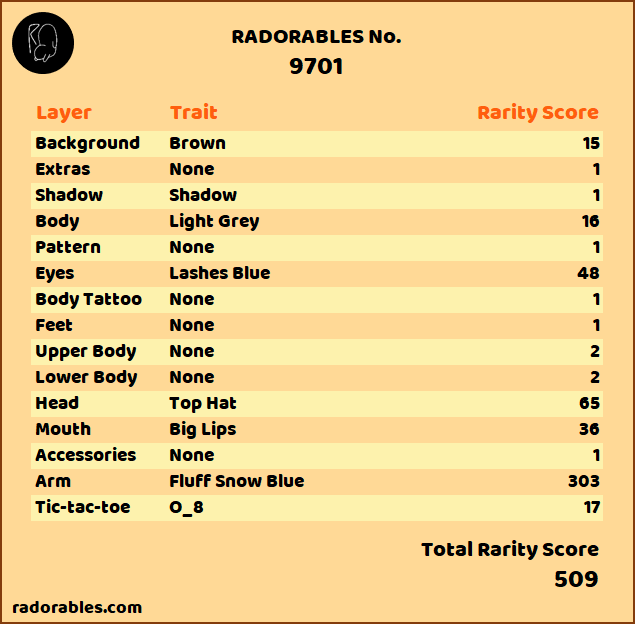 RADORABLES No.
9701
Layer Trait Rarity Score
Background Brown 15
Extras None 1
Shadow Shadow 1
Body Light Grey 16
Pattern None 1
Eyes Lashes Blue 48
Body Tattoo None 1
Feet None 1
Upper Body None 2
Lower Body None 2
Head Top Hat 65
Mouth Big Lips 36
Accessories None 1
Arm Fluff Snow Blue 303
Tic-tac-toe O_8 17
Total Rarity Score
509
radorables.com